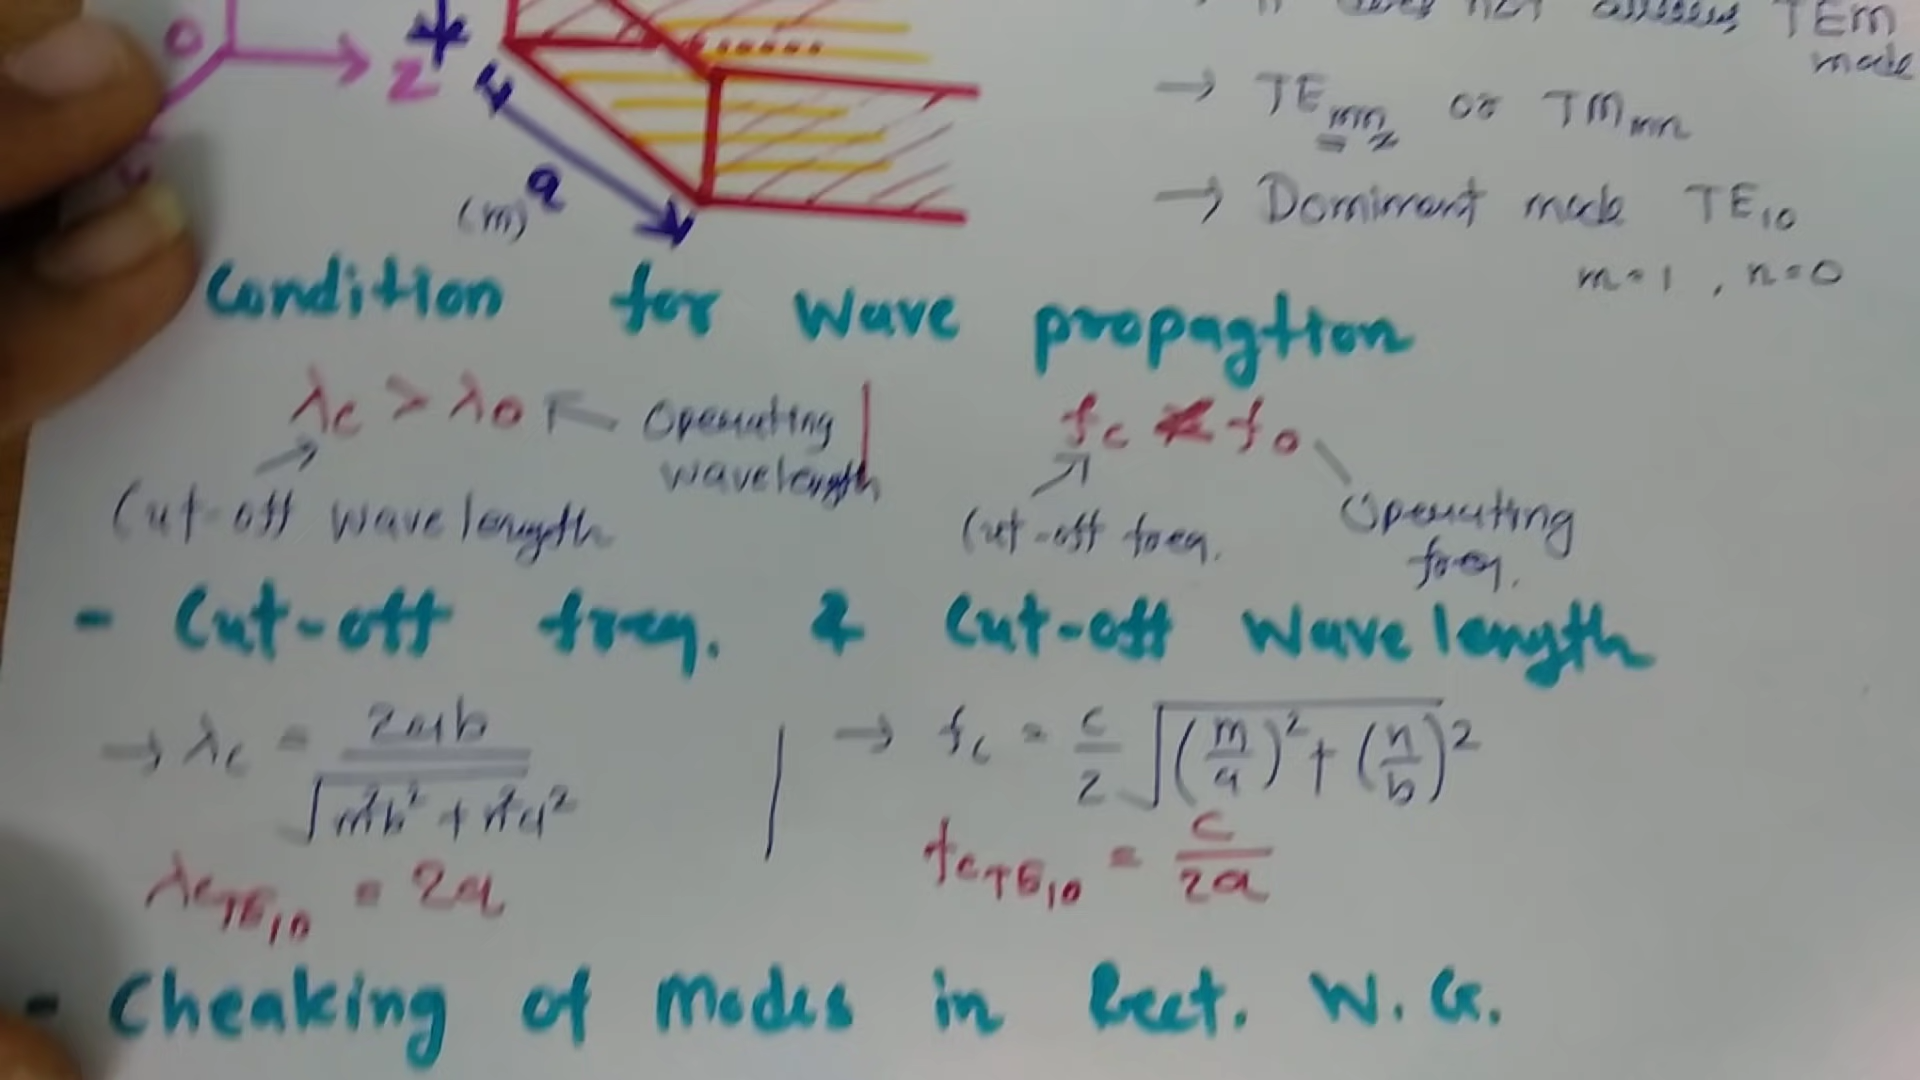 not TEM
mode
→ TEmn or TMmn
→ Dominant mode TE10
m=1, n=0
O
Z
(m) a
Condition for wave propagtion
λc > λo ← Operating wavelength
Cut-off wavelength
fc < fo
Cut-off freq.
Operating freq.
- Cut-off freq. & Cut-off wavelength
→ λc = 2ab / √(m²b² + n²a²)
→ fc = c/2 √((m/a)² + (n/b)²)
λcTE10 = 2a
fcTE10 = c/2a
- Cheaking of Modes in Rect. W.G.